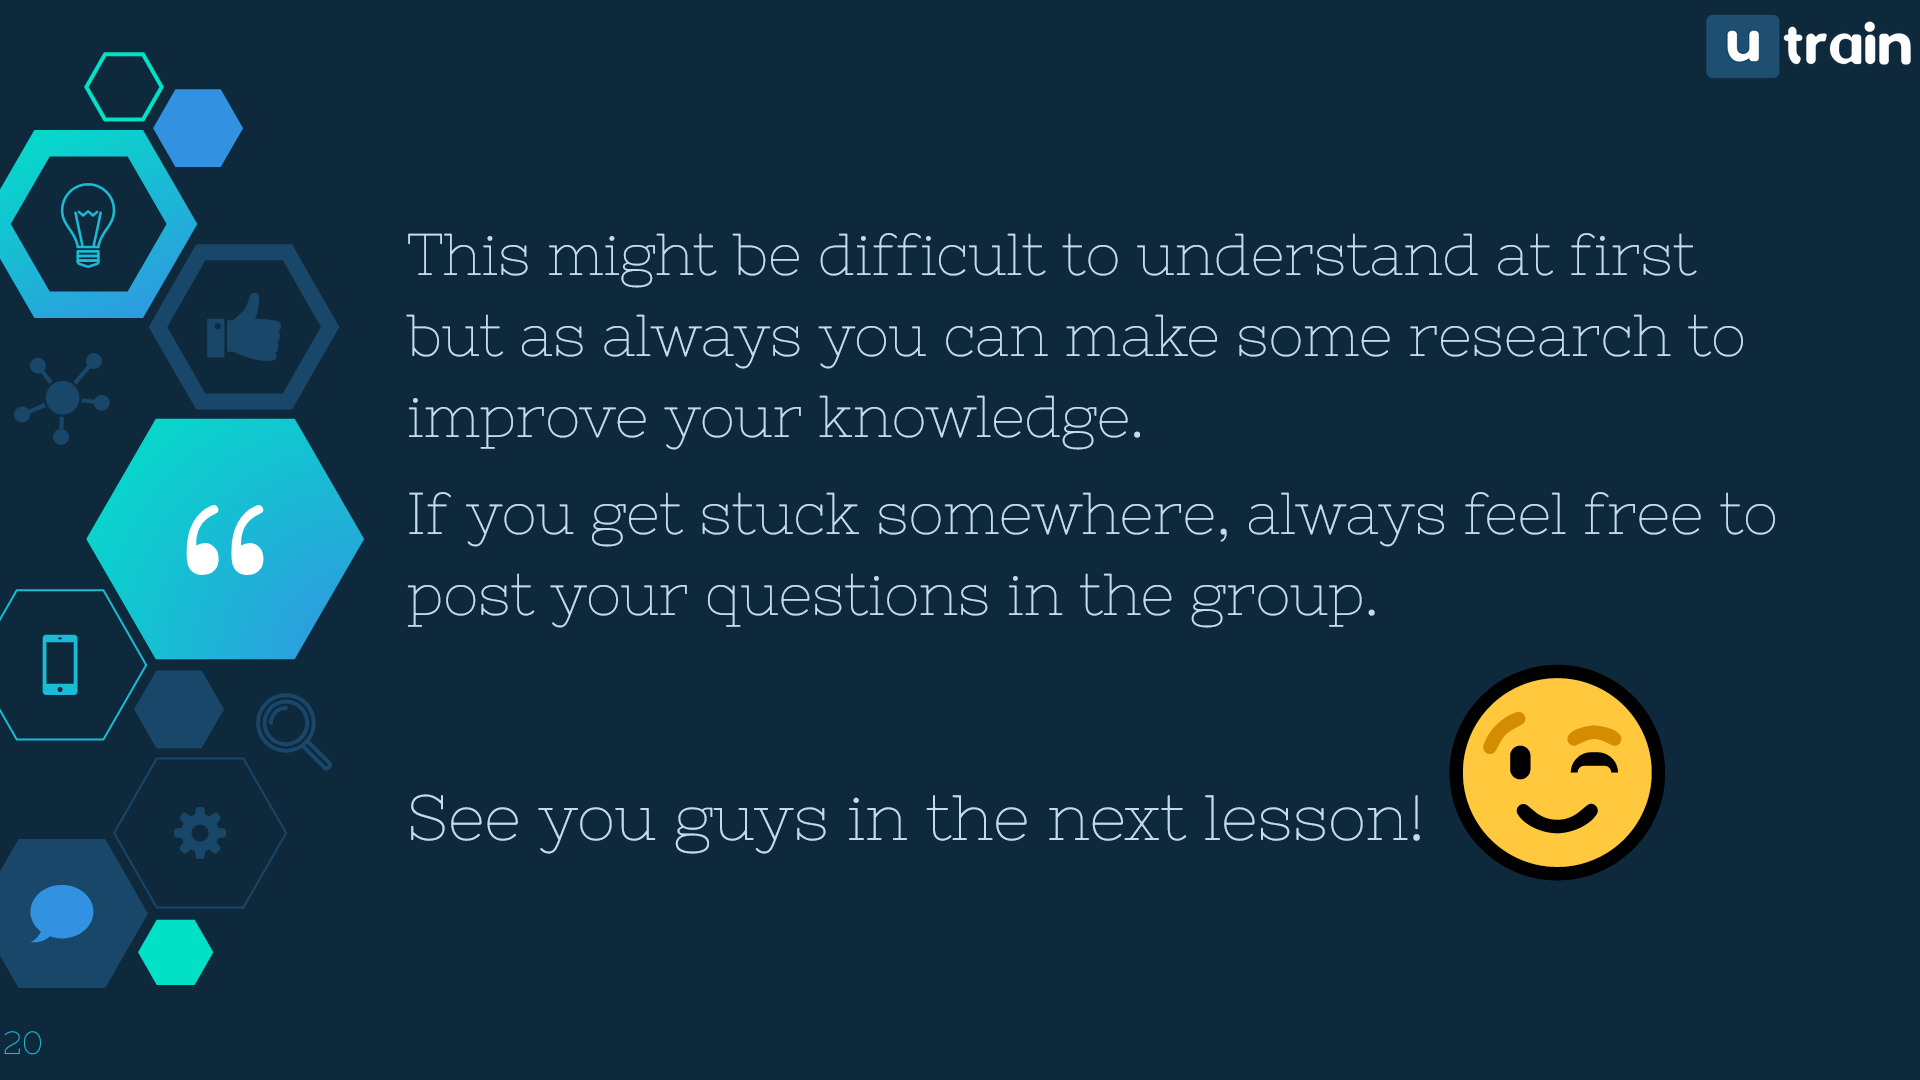 u train
This might be difficult to understand at first
but as always you can make some research to
improve your knowledge.
If you get stuck somewhere, always feel free to
post your questions in the group.
See you guys in the next lesson!
20